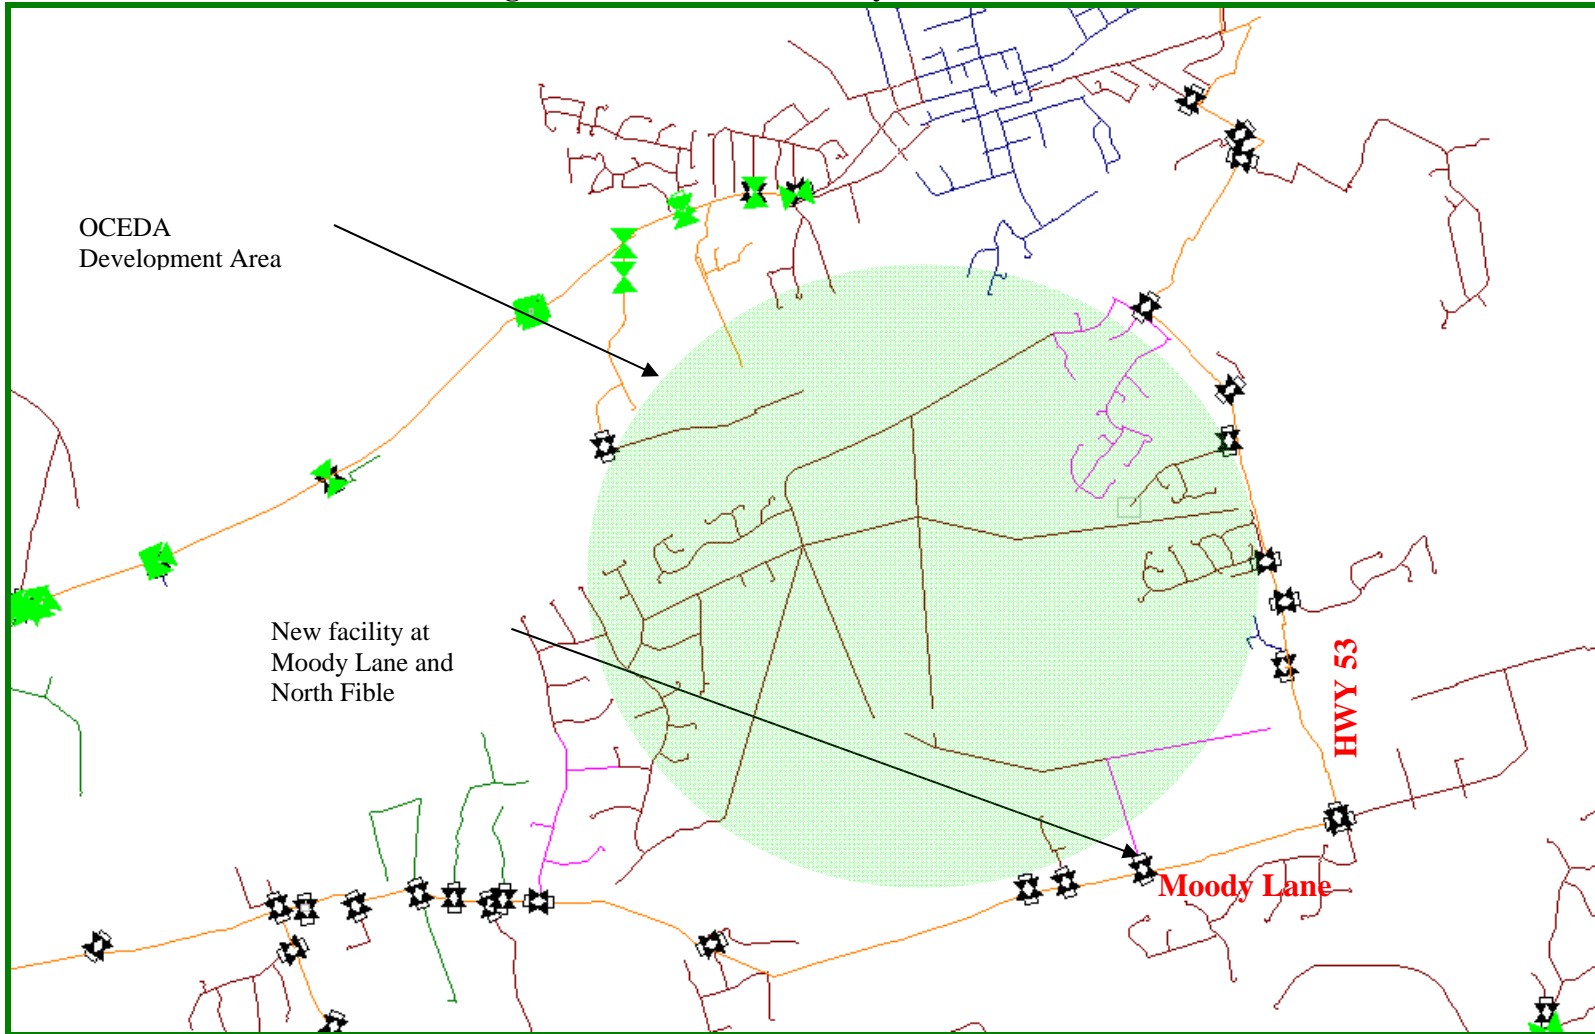 OCEDA
Development Area
New facility at
Moody Lane and
North Fible
HWY 53
Moody Lane